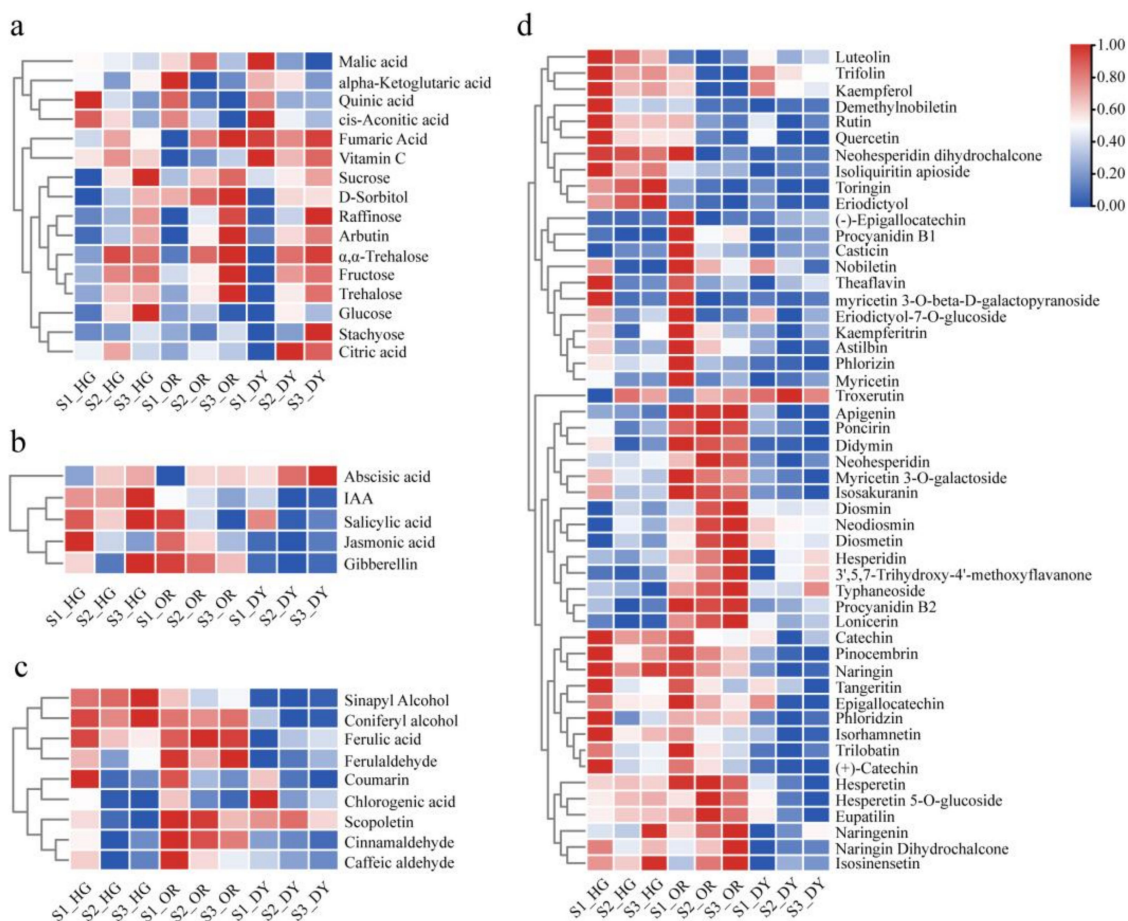 a
Malic acid
alpha-Ketoglutaric acid
Quinic acid
cis-Aconitic acid
Fumaric Acid
Vitamin C
Sucrose
D-Sorbitol
Raffinose
Arbutin
α,α-Trehalose
Fructose
Trehalose
Glucose
Stachyose
Citric acid
S1_HG S2_HG S3_HG S1_OR S2_OR S3_OR S1_DY S2_DY S3_DY
b
Abscisic acid
IAA
Salicylic acid
Jasmonic acid
Gibberellin
S1_HG S2_HG S3_HG S1_OR S2_OR S3_OR S1_DY S2_DY S3_DY
c
Sinapyl Alcohol
Coniferyl alcohol
Ferulic acid
Ferulaldehyde
Coumarin
Chlorogenic acid
Scopoletin
Cinnamaldehyde
Caffeic aldehyde
S1_HG S2_HG S3_HG S1_OR S2_OR S3_OR S1_DY S2_DY S3_DY
d
Luteolin
Trifolin
Kaempferol
Demethylnobiletin
Rutin
Quercetin
Neohesperidin dihydrochalcone
Isoliquiritin apioside
Toringin
Eriodictyol
(-)-Epigallocatechin
Procyanidin B1
Casticin
Nobiletin
Theaflavin
myricetin 3-O-beta-D-galactopyranoside
Eriodictyol-7-O-glucoside
Kaempferitrin
Astilbin
Phlorizin
Myricetin
Troxerutin
Apigenin
Poncirin
Didymin
Neohesperidin
Myricetin 3-O-galactoside
Isosakuranin
Diosmin
Neodiosmin
Diosmetin
Hesperidin
3',5,7-Trihydroxy-4'-methoxyflavanone
Typhaneoside
Procyanidin B2
Lonicerin
Catechin
Pinocembrin
Naringin
Tangeritin
Epigallocatechin
Phloridzin
Isorhamnetin
Trilobatin
(+)-Catechin
Hesperetin
Hesperetin 5-O-glucoside
Eupatilin
Naringenin
Naringin Dihydrochalcone
Isosinensetin
S1_HG S2_HG S3_HG S1_OR S2_OR S3_OR S1_DY S2_DY S3_DY
1.00
0.80
0.60
0.40
0.20
0.00